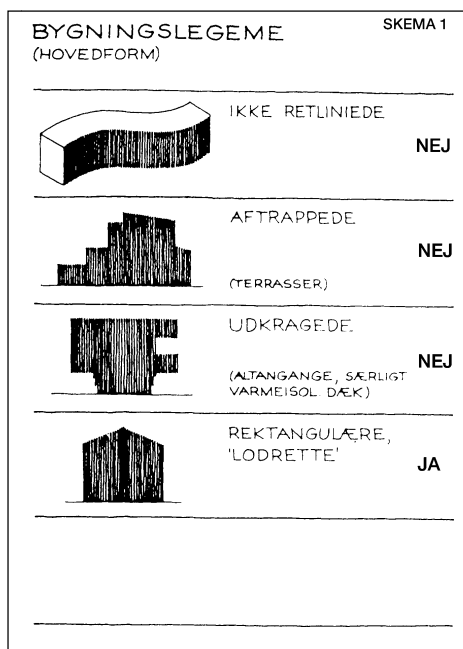 BYGNINGSLEGEME
SKEMA 1
(HOVEDFORM)
IKKE RETLINIEDE
NEJ
AFTRAPPEDE
NEJ
(TERRASSER)
UDKRAGEDE
NEJ
(ALTANGANGE, SÆRLIGT
VARMEISOL. DÆK)
REKTANGULÆRE,
'LODRETTE'
JA